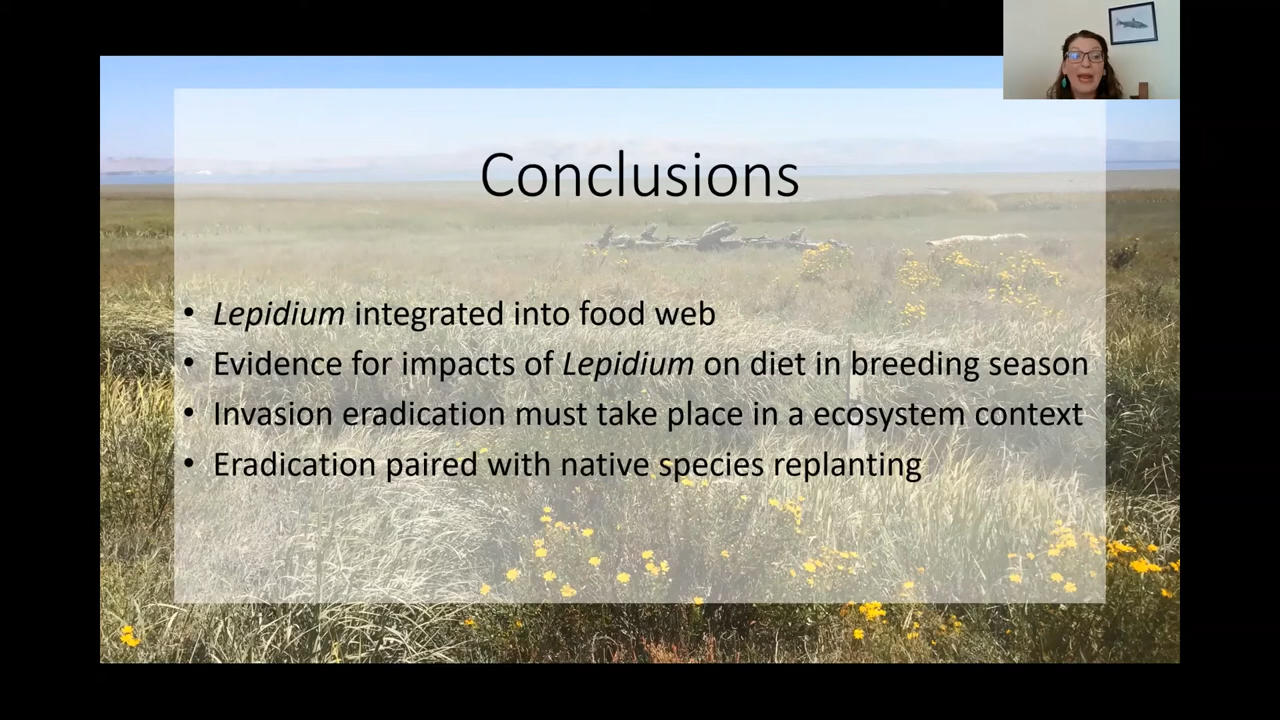 Conclusions
• Lepidium integrated into food web
• Evidence for impacts of Lepidium on diet in breeding season
• Invasion eradication must take place in a ecosystem context
• Eradication paired with native species replanting